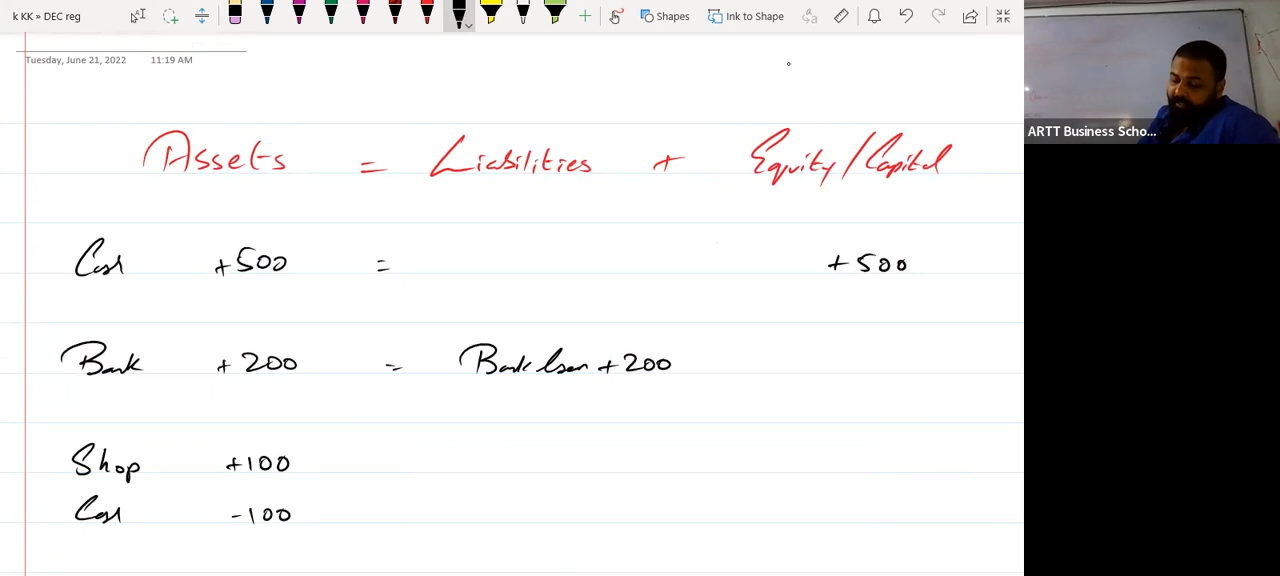 k KK » DEC reg
Shapes
Ink to Shape
Tuesday, June 21, 2022 11:19 AM
ARTT Business Scho...
Assets = Liabilities + Equity/Capital
Cash +500 = +500
Bank +200 = Bank loan +200
Shop +100
Cash -100